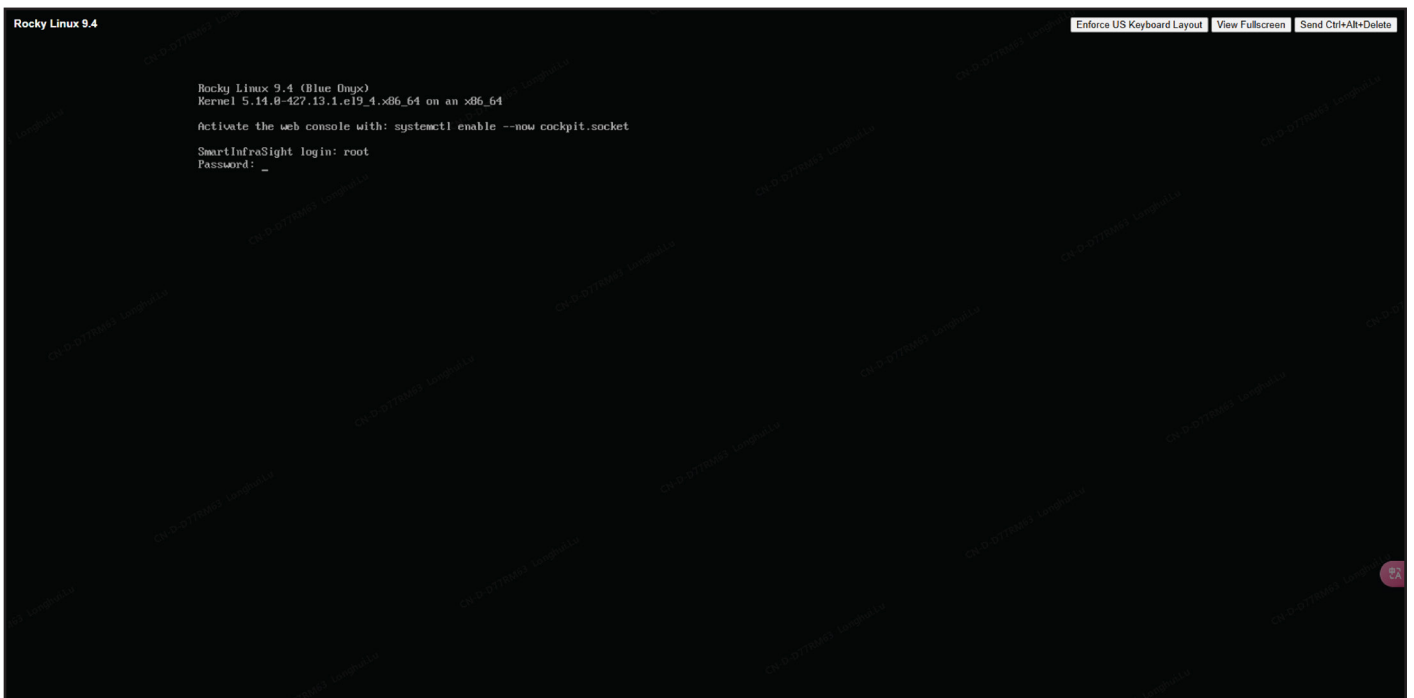 Rocky Linux 9.4
Enforce US Keyboard Layout View Fullscreen Send Ctrl+Alt+Delete
Rocky Linux 9.4 (Blue Onyx)
Kernel 5.14.0-427.13.1.el9_4.x86_64 on an x86_64
Activate the web console with: systemctl enable --now cockpit.socket
SmartInfraSight login: root
Password: _